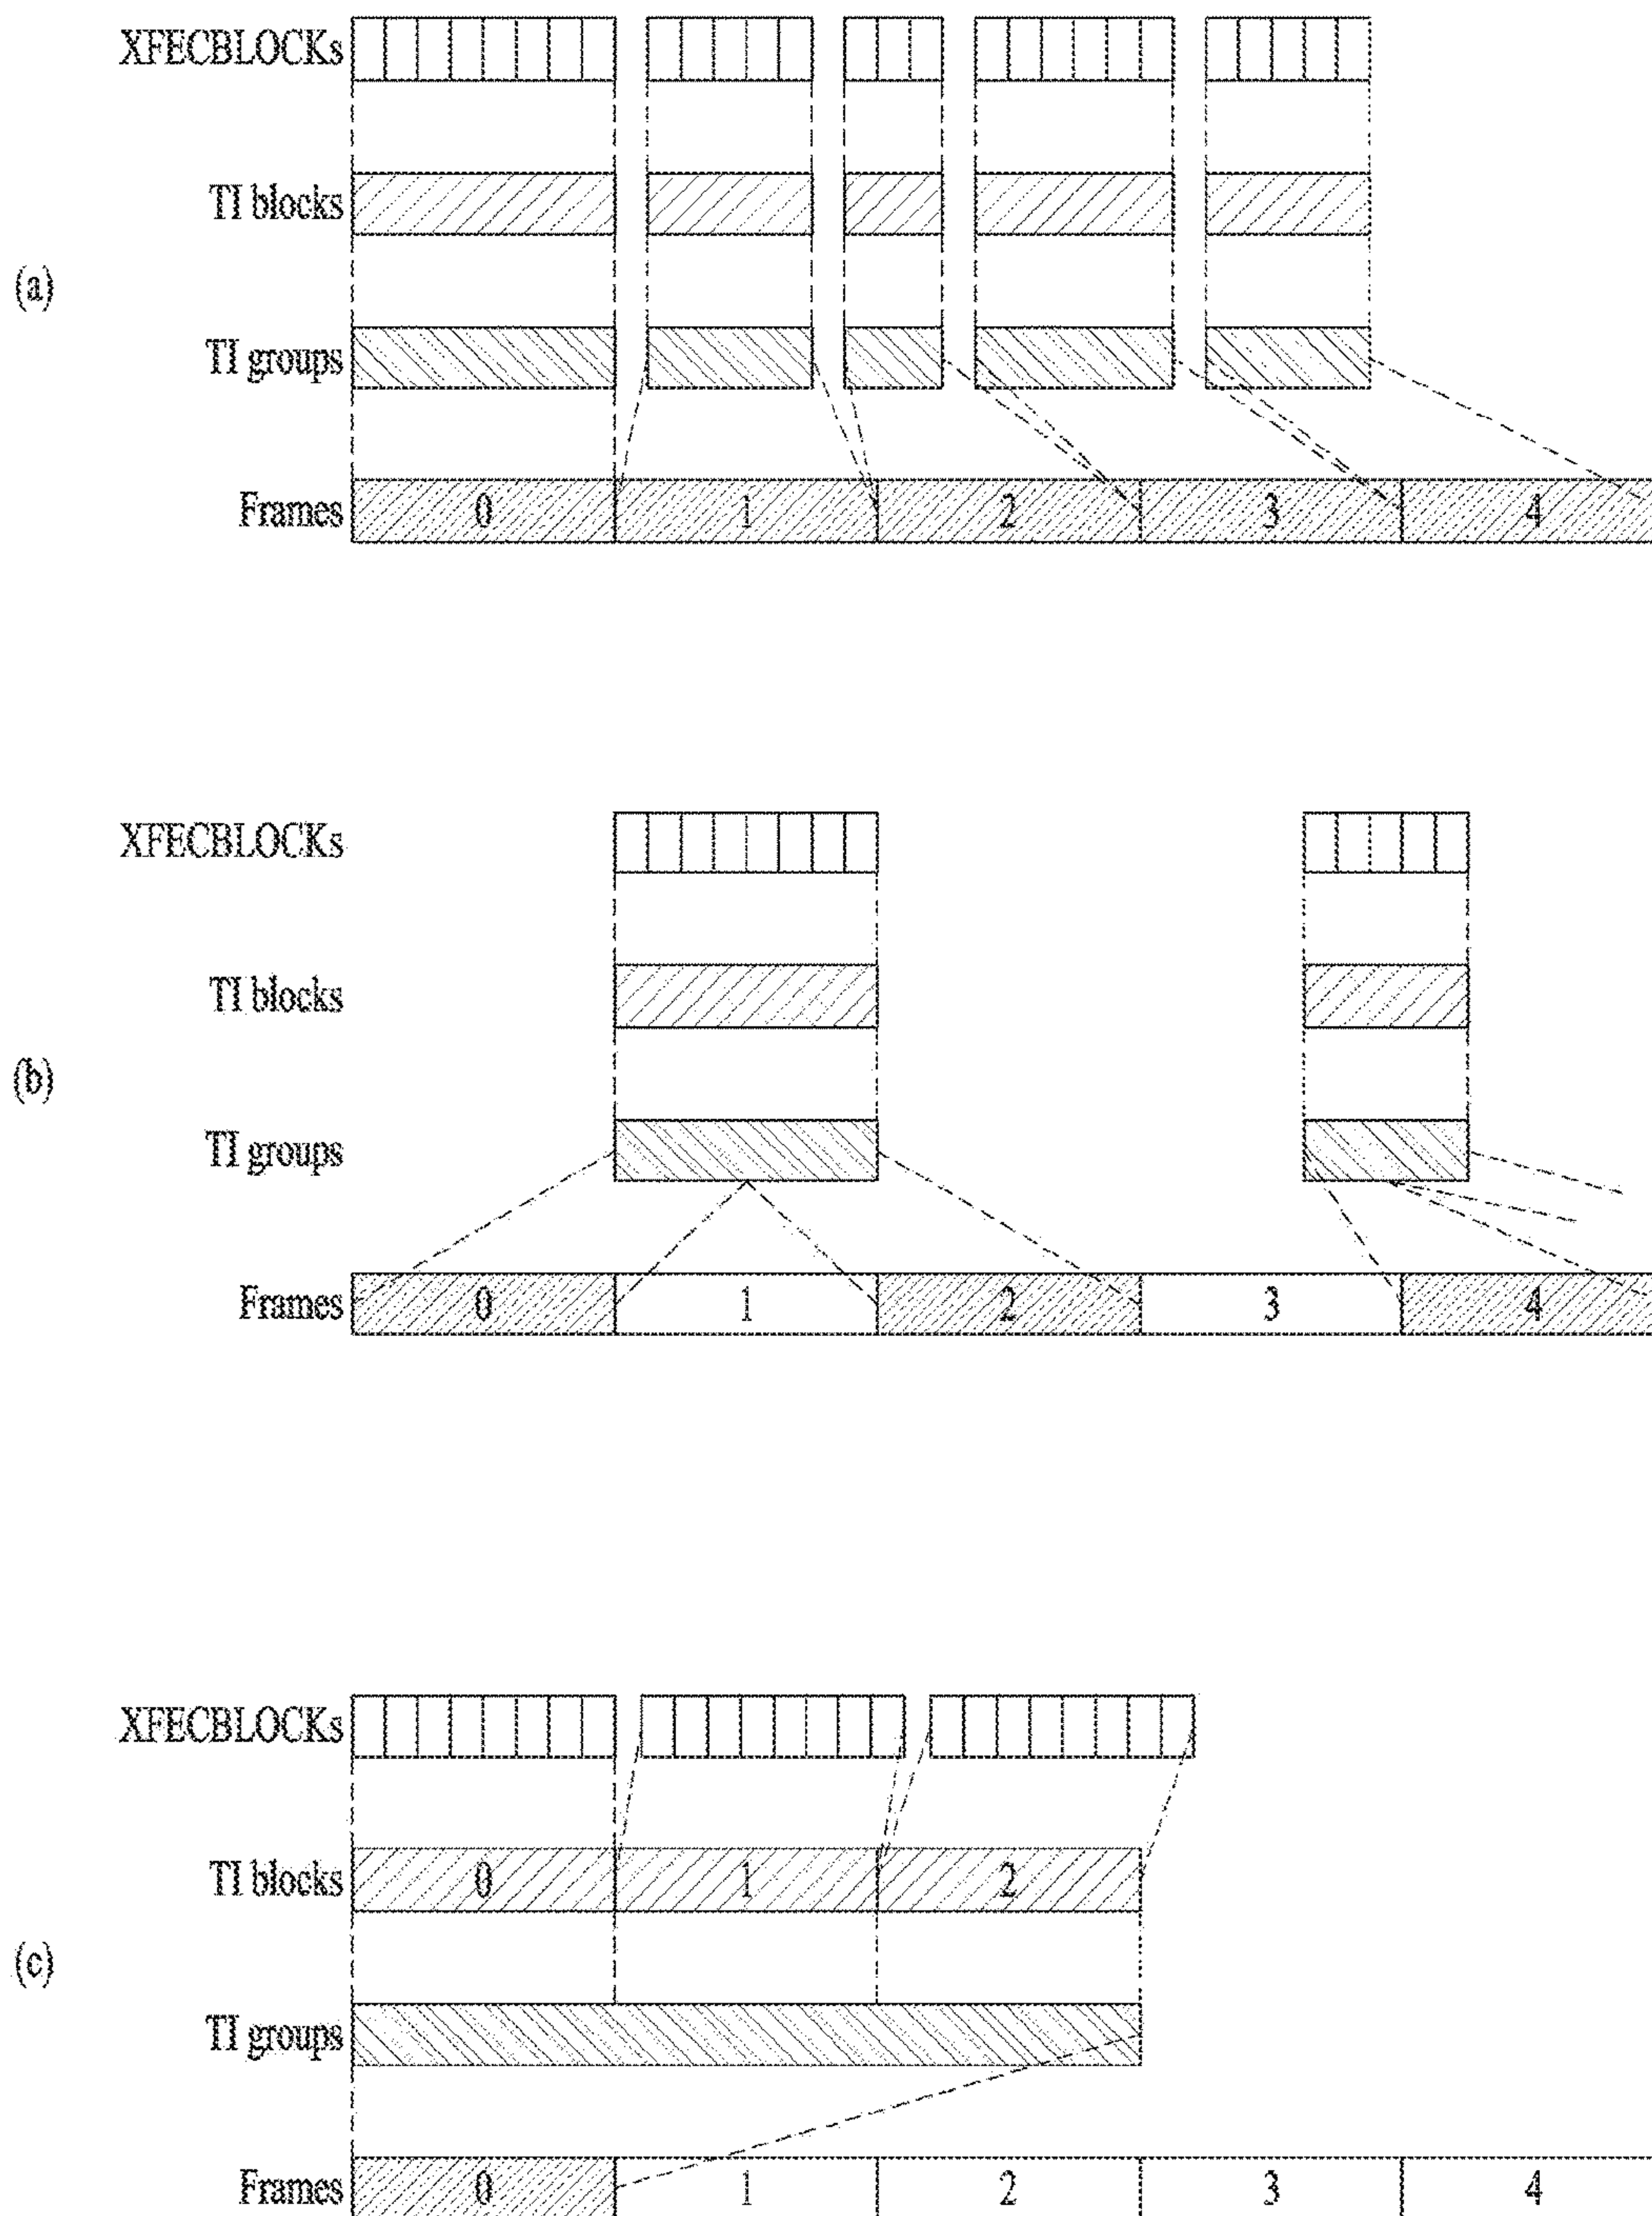 XFECBLOCKs
TI blocks
(a)
TI groups
Frames 0 1 2 3 4
XFECBLOCKs
TI blocks
(b)
TI groups
Frames 0 1 2 3 4
XFECBLOCKs
TI blocks 0 1 2
(c)
TI groups
Frames 0 1 2 3 4